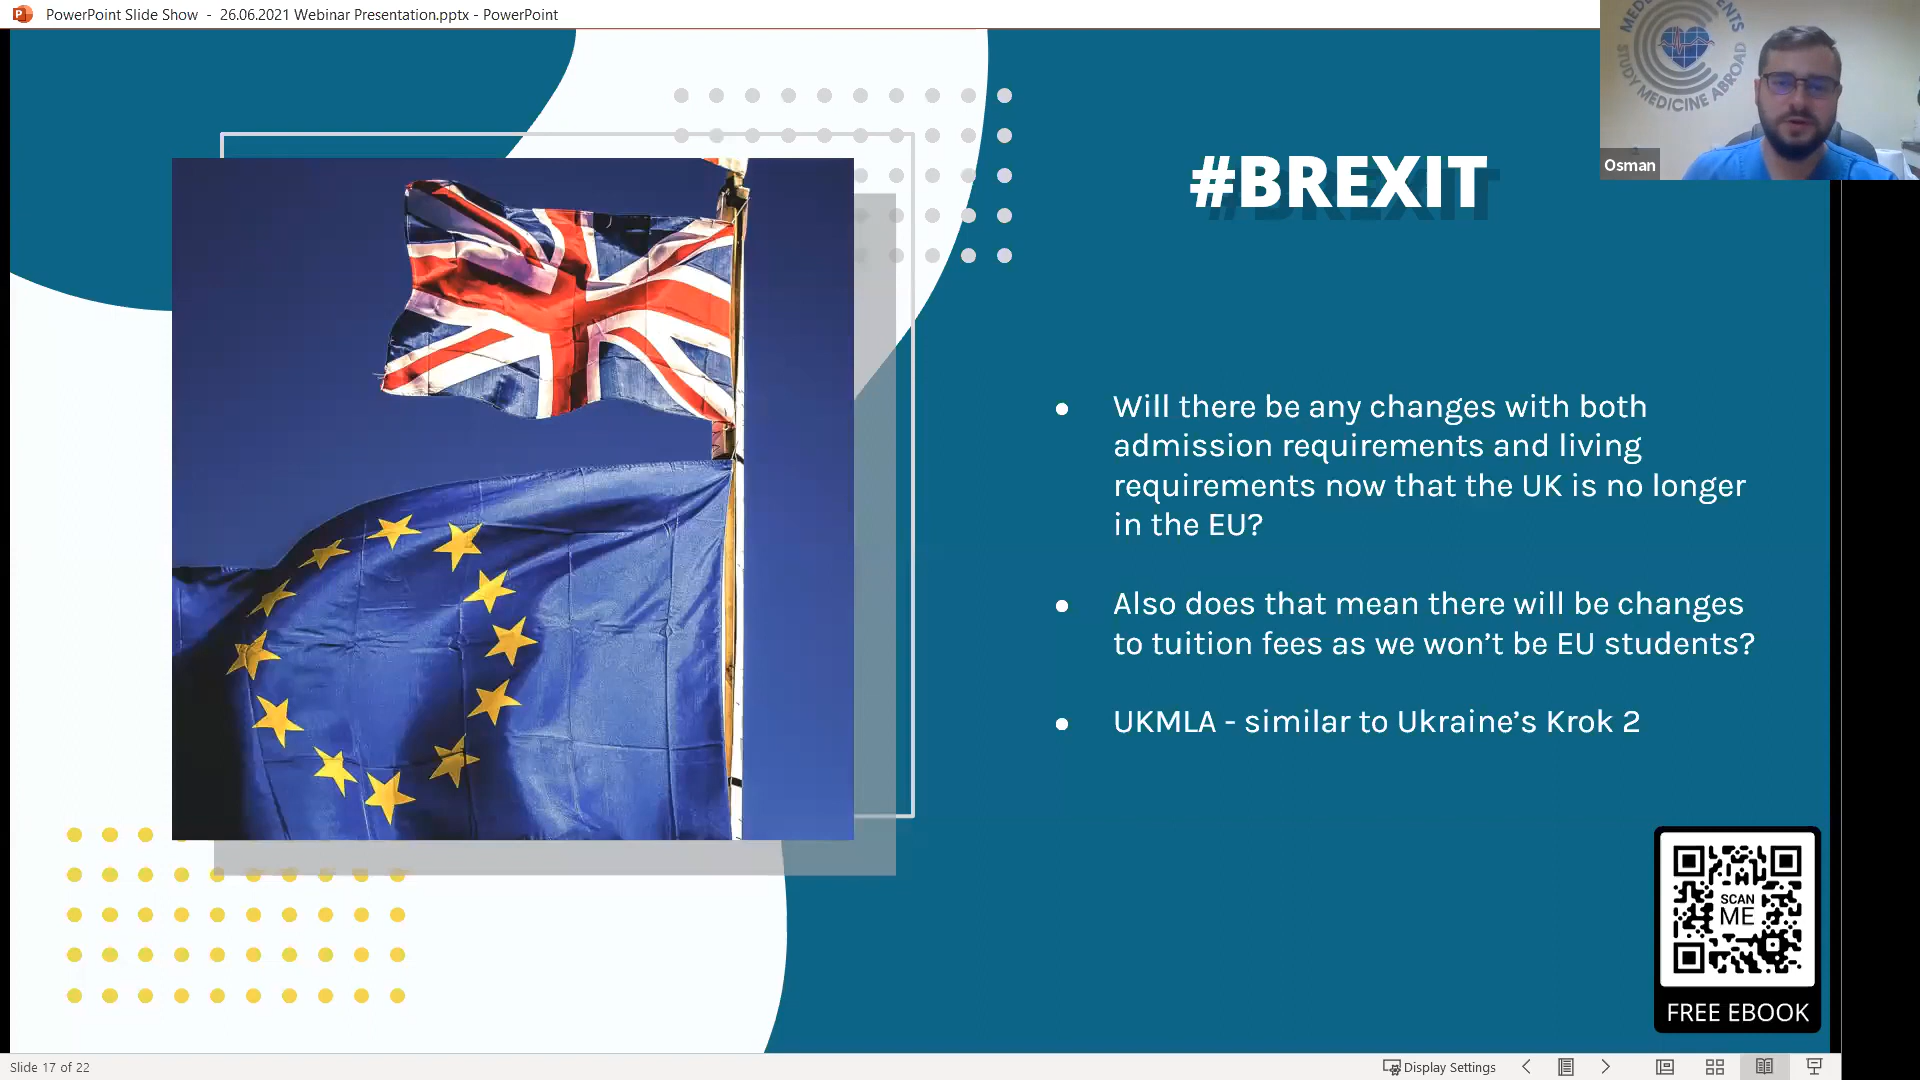 PowerPoint Slide Show - 26.06.2021 Webinar Presentation.pptx - PowerPoint
STUDY MEDICINE ABROAD
Osman
#BREXIT
● Will there be any changes with both
admission requirements and living
requirements now that the UK is no longer
in the EU?
● Also does that mean there will be changes
to tuition fees as we won't be EU students?
● UKMLA - similar to Ukraine's Krok 2
SCAN
ME
FREE EBOOK
Slide 17 of 22
Display Settings